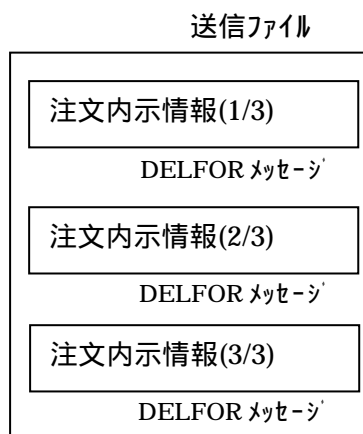 送信ﾌｧｲﾙ
注文内示情報(1/3)
DELFOR ﾒｯｾｰｼﾞ
注文内示情報(2/3)
DELFOR ﾒｯｾｰｼﾞ
注文内示情報(3/3)
DELFOR ﾒｯｾｰｼﾞ